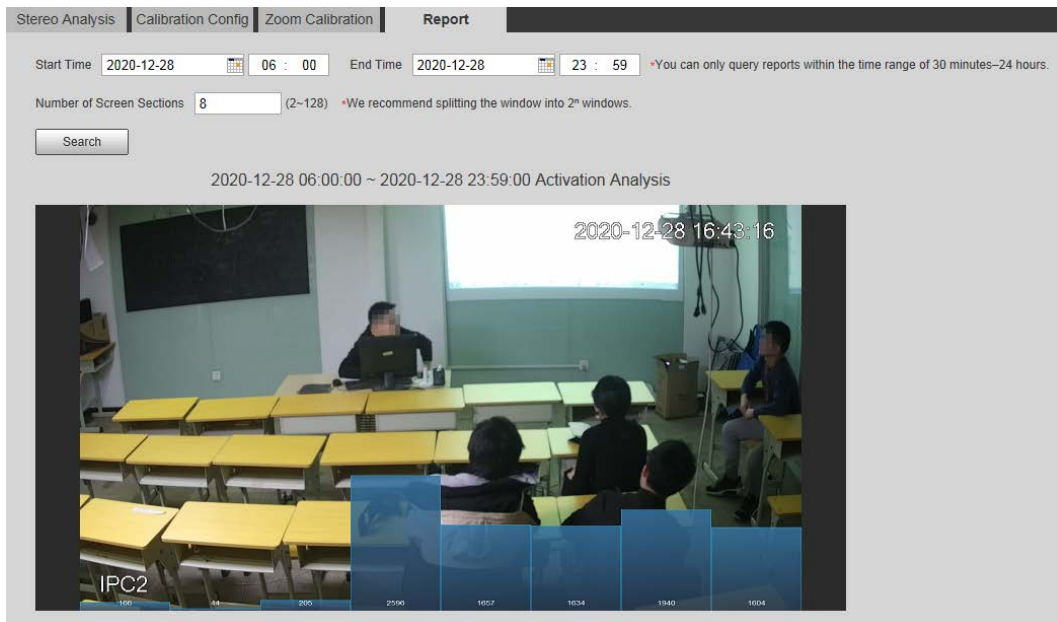 Stereo Analysis Calibration Config Zoom Calibration Report
Start Time 2020-12-28 06 : 00 End Time 2020-12-28 23 : 59 *You can only query reports within the time range of 30 minutes–24 hours.
Number of Screen Sections 8 (2~128) *We recommend splitting the window into 2ⁿ windows.
Search
2020-12-28 06:00:00 ~ 2020-12-28 23:59:00 Activation Analysis
2020-12-28 16:43:16
IPC2
166 44 205 2596 1657 1634 1940 1604